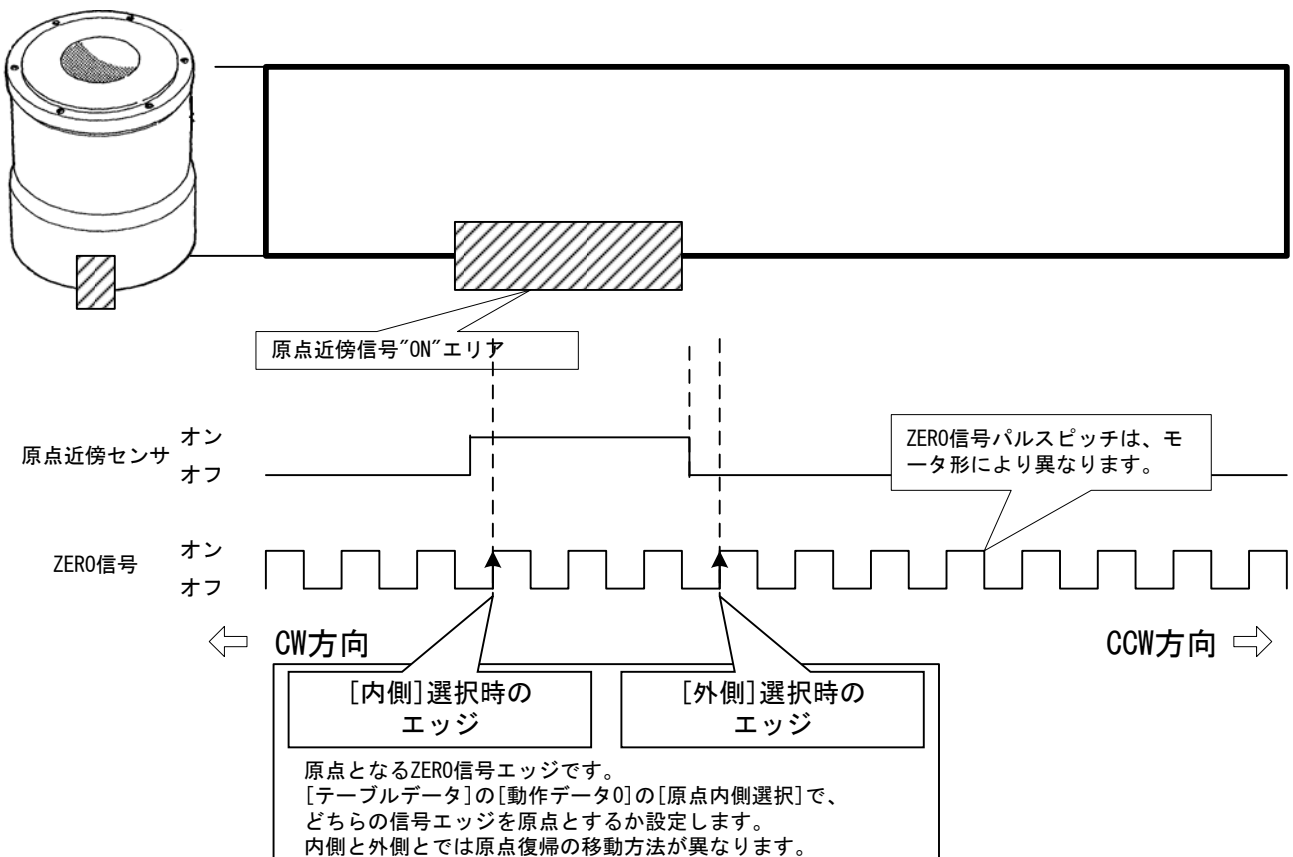 原点近傍信号"ON"エリア
原点近傍センサ
オン
オフ
ZERO信号パルスピッチは、モ
ータ形により異なります。
ZERO信号
オン
オフ
CW方向
CCW方向
[内側]選択時の
エッジ
[外側]選択時の
エッジ
原点となるZERO信号エッジです。
[テーブルデータ]の[動作データ0]の[原点内側選択]で、
どちらの信号エッジを原点とするか設定します。
内側と外側とでは原点復帰の移動方法が異なります。